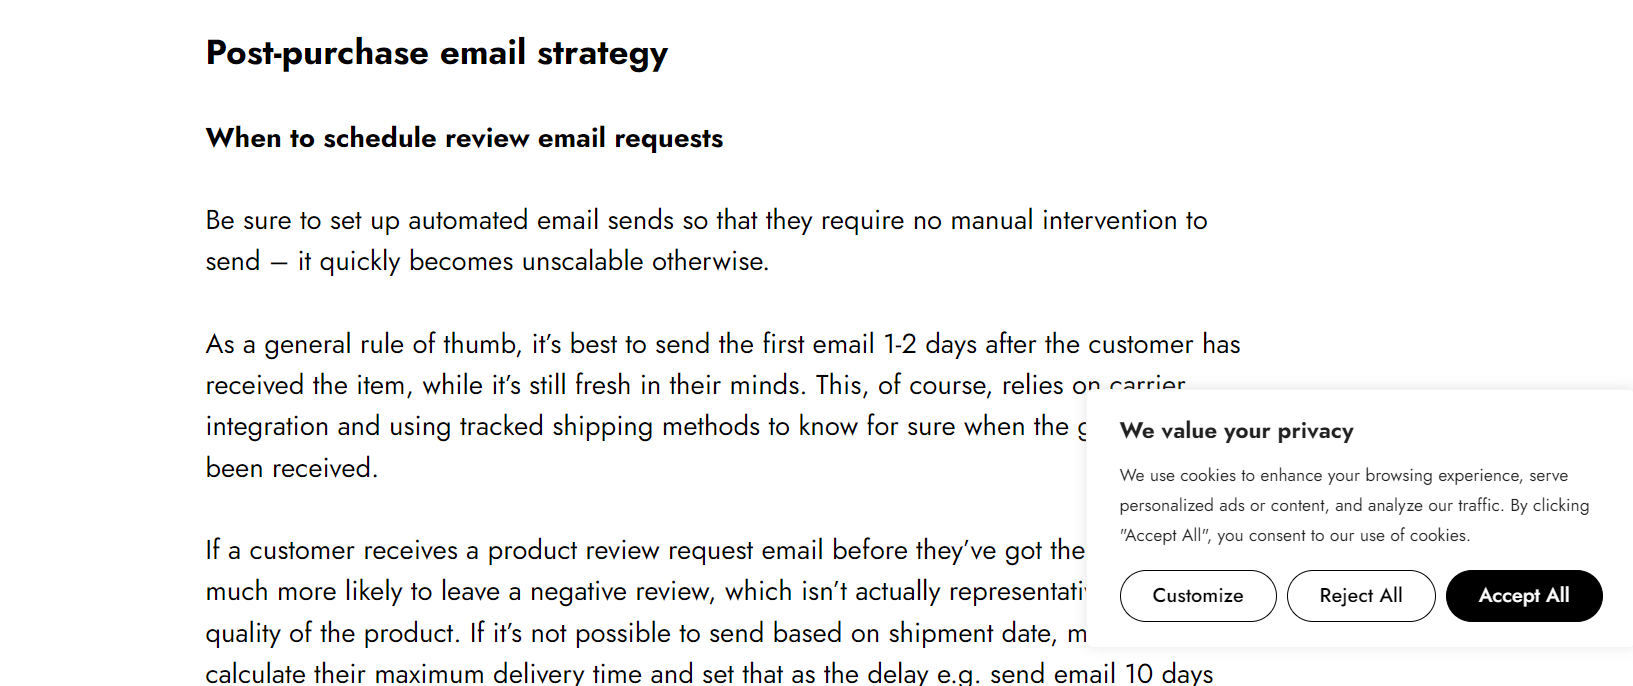 Post-purchase email strategy
When to schedule review email requests
Be sure to set up automated email sends so that they require no manual intervention to
send – it quickly becomes unscalable otherwise.
As a general rule of thumb, it’s best to send the first email 1-2 days after the customer has
received the item, while it’s still fresh in their minds. This, of course, relies on carrier
integration and using tracked shipping methods to know for sure when the
been received.
If a customer receives a product review request email before they’ve got the
much more likely to leave a negative review, which isn’t actually
quality of the product. If it’s not possible to send based on shipment date,
calculate their maximum delivery time and set that as the delay e.g. send email 10 days
We value your privacy
We use cookies to enhance your browsing experience, serve
personalized ads or content, and analyze our traffic. By clicking
"Accept All", you consent to our use of cookies.
Customize
Reject All
Accept All